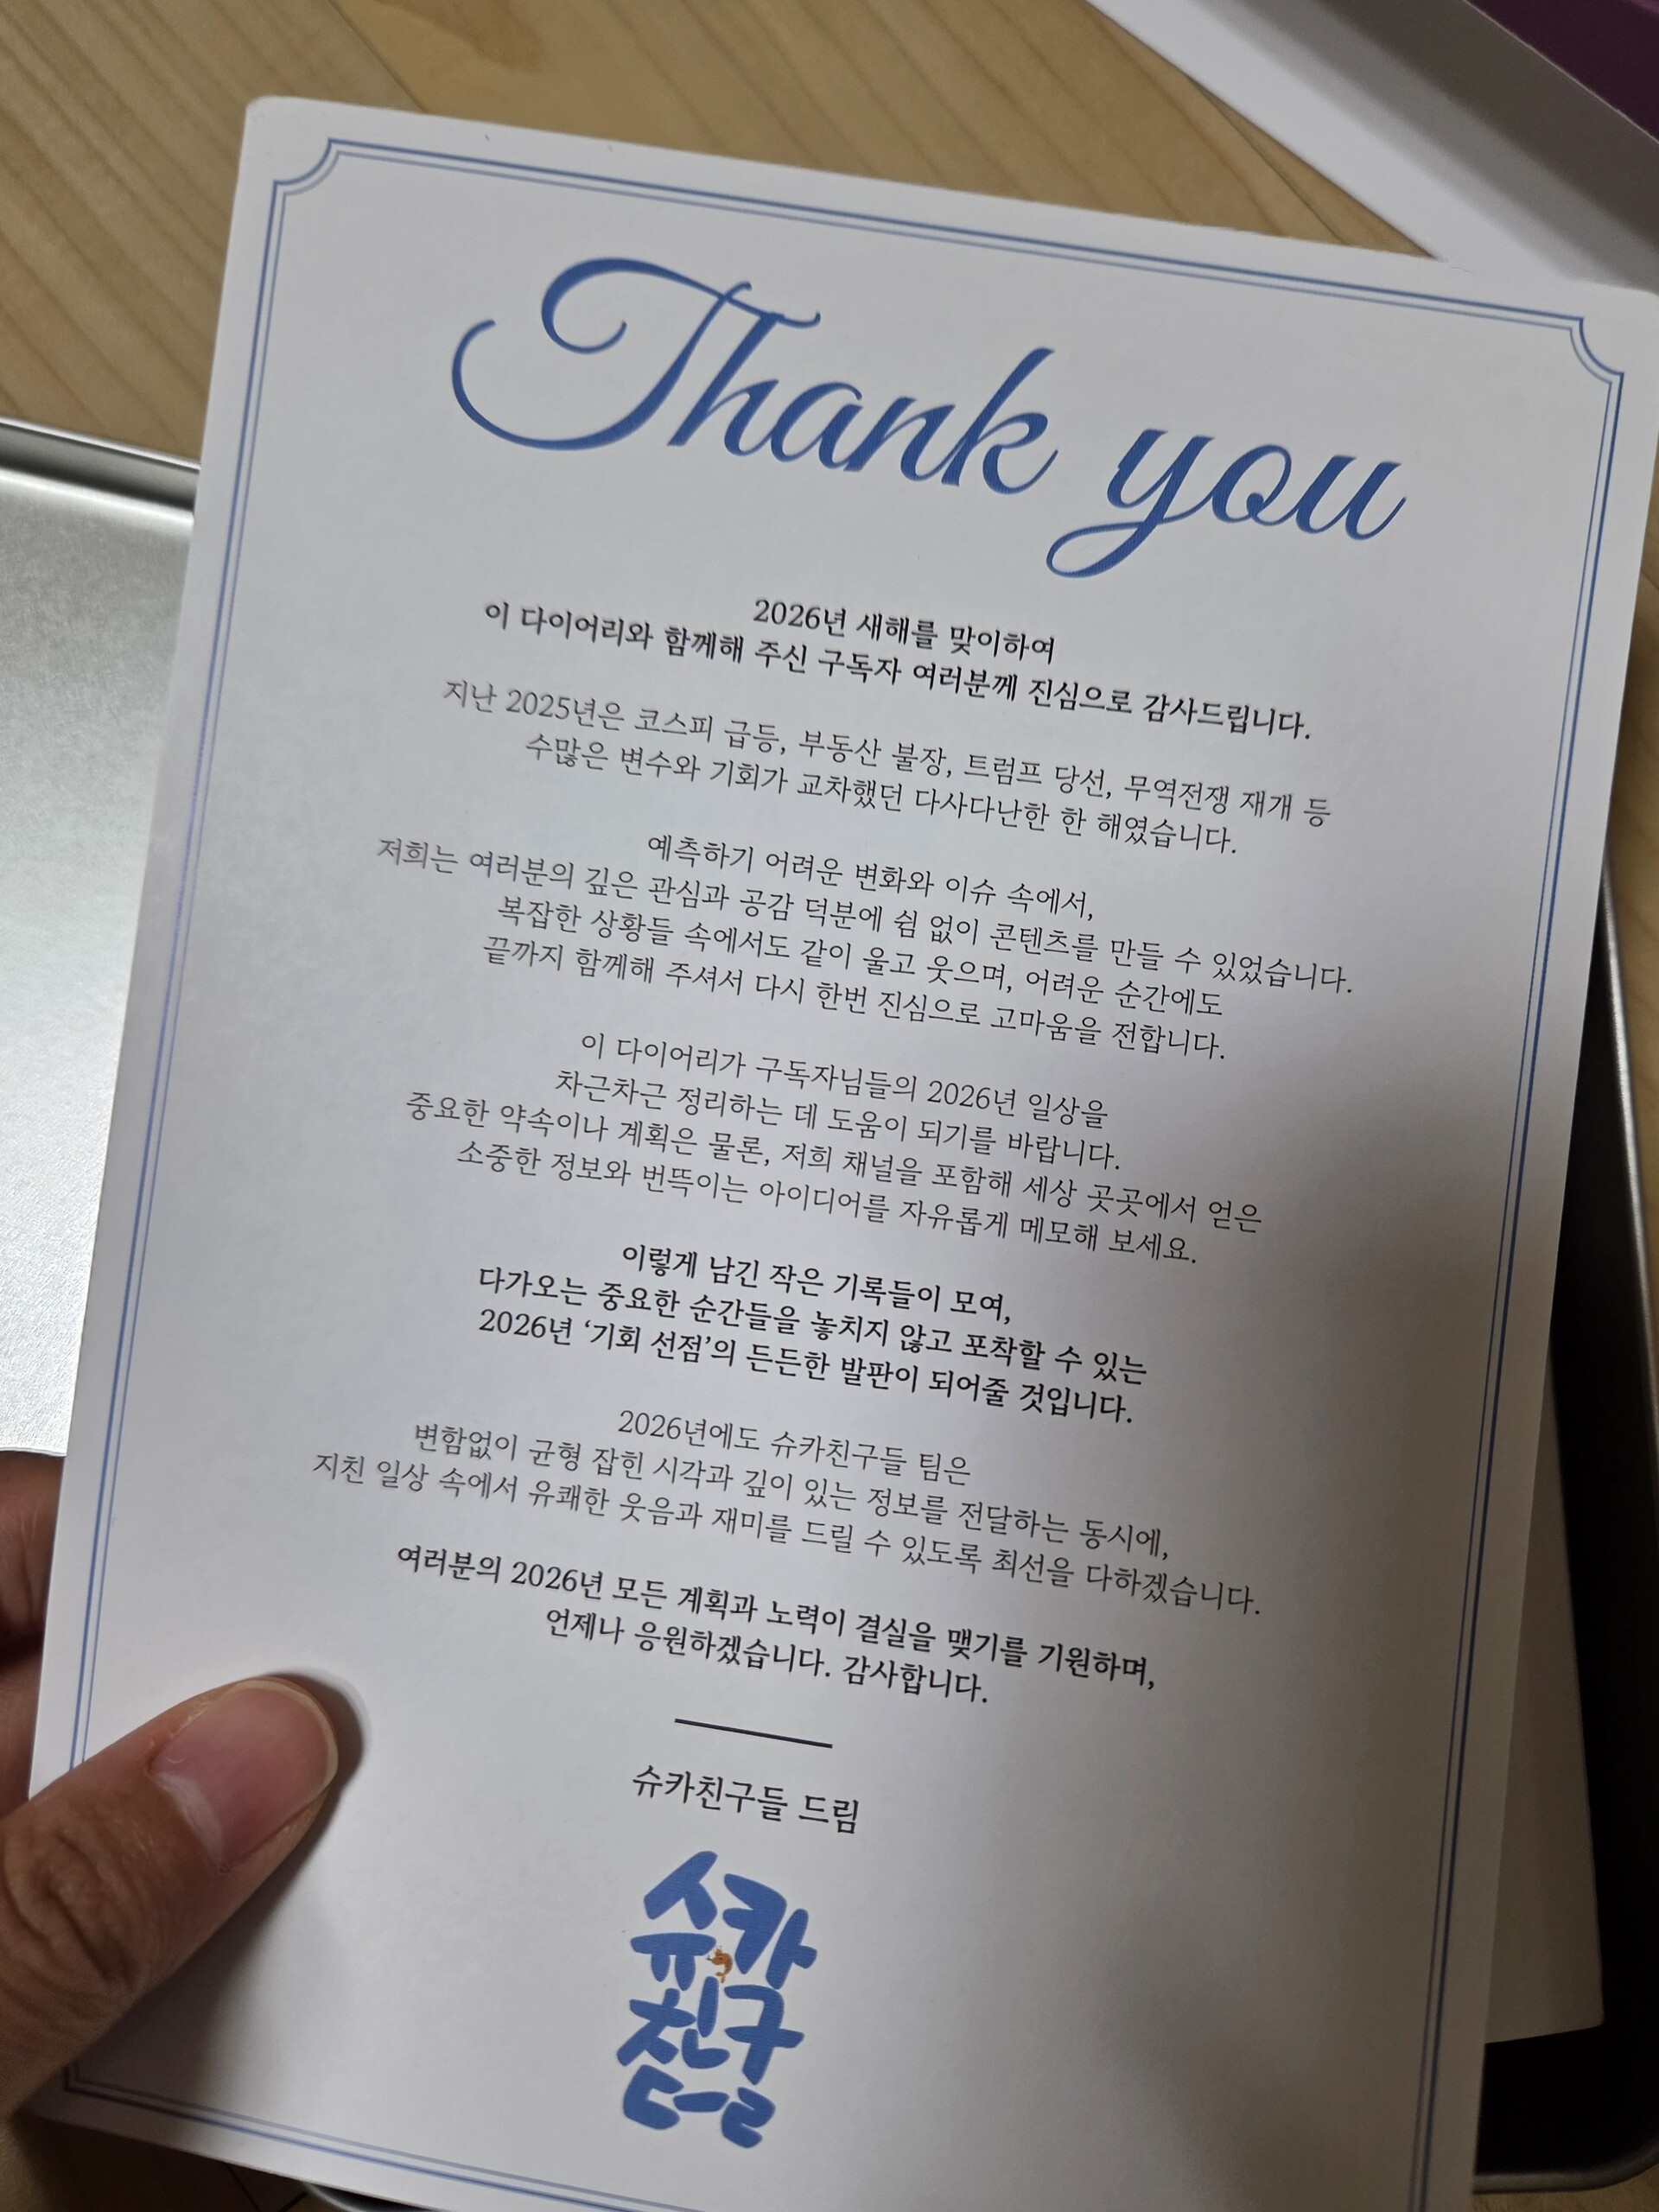 Thank you
2026년 새해를 맞이하여
이 다이어리와 함께해 주신 구독자 여러분께 진심으로 감사드립니다.
지난 2025년은 코스피 급등, 부동산 불장, 트럼프 당선, 무역전쟁 재개 등
수많은 변수와 기회가 교차했던 다사다난한 한 해였습니다.
예측하기 어려운 변화와 이슈 속에서,
저희는 여러분의 깊은 관심과 공감 덕분에 쉼 없이 콘텐츠를 만들 수 있었습니다.
복잡한 상황들 속에서도 같이 울고 웃으며, 어려운 순간에도
끝까지 함께해 주셔서 다시 한번 진심으로 고마움을 전합니다.
이 다이어리가 구독자님들의 2026년 일상을
차근차근 정리하는 데 도움이 되기를 바랍니다.
중요한 약속이나 계획은 물론, 저희 채널을 포함해 세상 곳곳에서 얻은
소중한 정보와 번뜩이는 아이디어를 자유롭게 메모해 보세요.
이렇게 남긴 작은 기록들이 모여,
다가오는 중요한 순간들을 놓치지 않고 포착할 수 있는
2026년 ‘기회 선점’의 든든한 발판이 되어줄 것입니다.
2026년에도 슈카친구들 팀은
변함없이 균형 잡힌 시각과 깊이 있는 정보를 전달하는 동시에,
지친 일상 속에서 유쾌한 웃음과 재미를 드릴 수 있도록 최선을 다하겠습니다.
여러분의 2026년 모든 계획과 노력이 결실을 맺기를 기원하며,
언제나 응원하겠습니다. 감사합니다.
슈카친구들 드림
슈카
친구
들